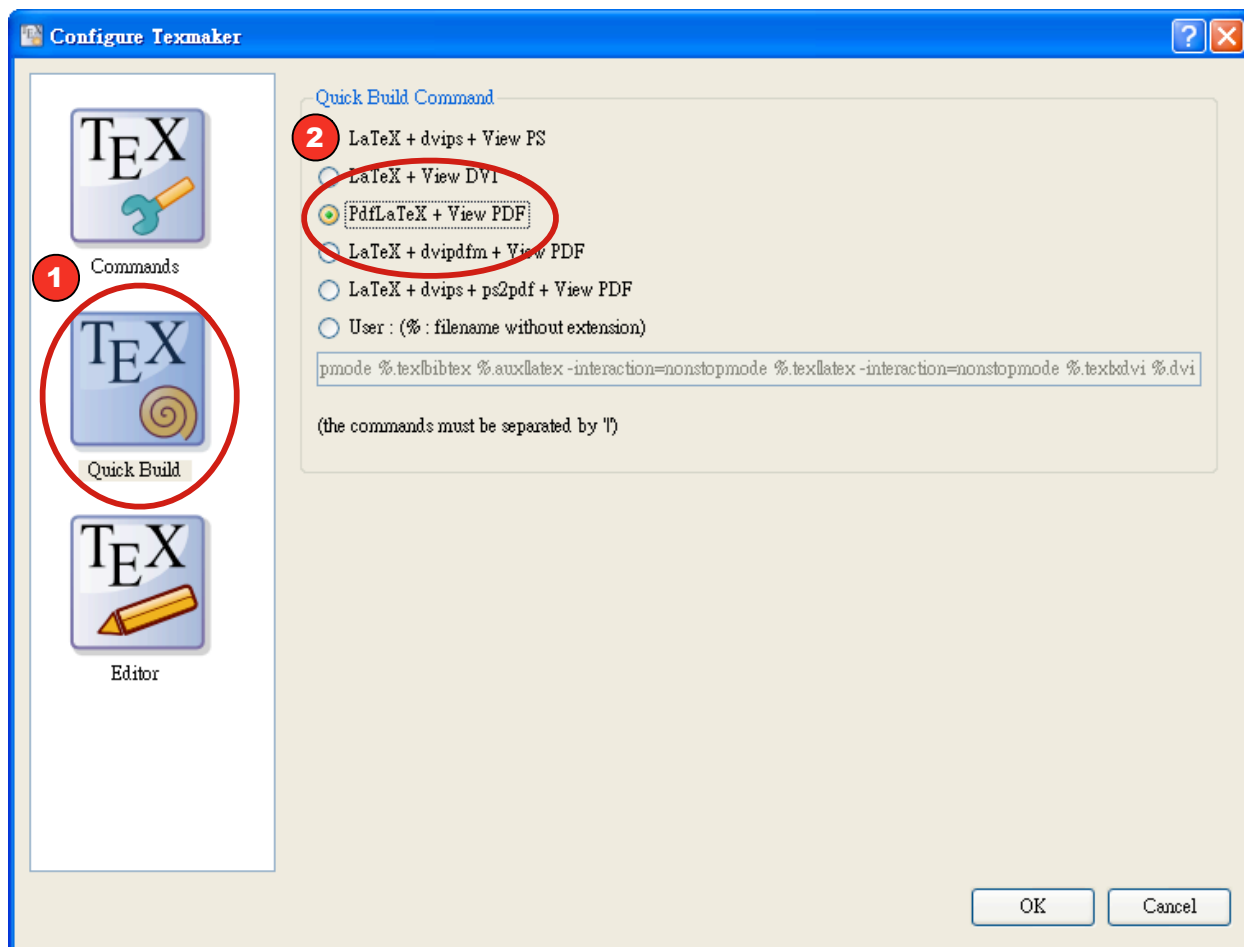 Configure Texmaker
TEX
Commands
1
TEX
Quick Build
TEX
Editor
Quick Build Command
2
LaTeX + dvips + View PS
LaTeX + View DVI
PdfLaTeX + View PDF
LaTeX + dvipdfm + View PDF
LaTeX + dvips + ps2pdf + View PDF
User : (% : filename without extension)
pmode %.tex|bibtex %.aux|latex -interaction=nonstopmode %.tex|latex -interaction=nonstopmode %.tex|xdvi %.dvi
(the commands must be separated by '|')
OK
Cancel